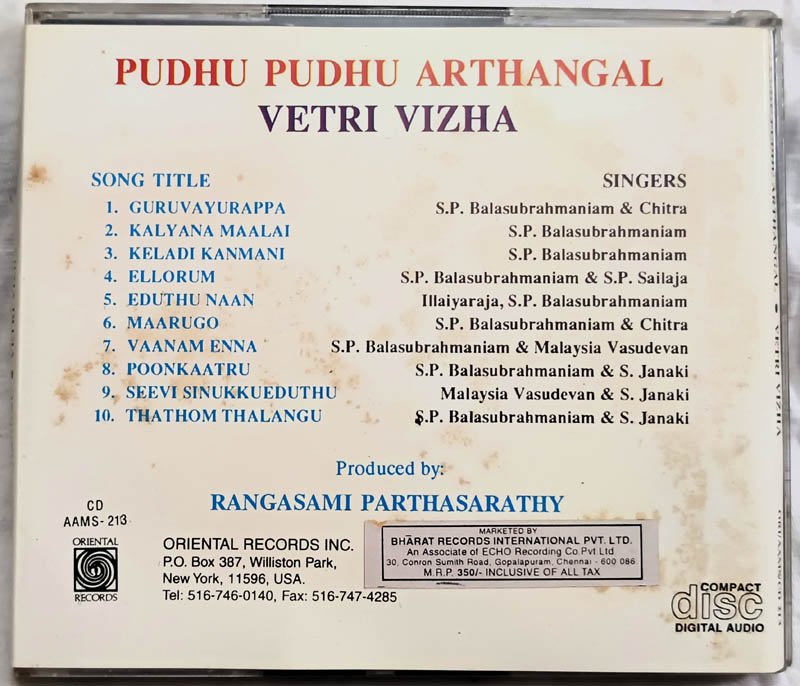 PUDHU PUDHU ARTHANGAL
VETRI VIZHA
SONG TITLE SINGERS
1. GURUVAYURAPPA S.P. Balasubrahmaniam & Chitra
2. KALYANA MAALAI S.P. Balasubrahmaniam
3. KELADI KANMANI S.P. Balasubrahmaniam
4. ELLORUM S.P. Balasubrahmaniam & S.P. Sailaja
5. EDUTHU NAAN Illaiyaraja, S.P. Balasubrahmaniam
6. MAARUGO S.P. Balasubrahmaniam & Chitra
7. VAANAM ENNA S.P. Balasubrahmaniam & Malaysia Vasudevan
8. POONKAATRU S.P. Balasubrahmaniam & S. Janaki
9. SEEVI SINUKKUEDUTHU Malaysia Vasudevan & S. Janaki
10. THATHOM THALANGU S.P. Balasubrahmaniam & S. Janaki
Produced by:
RANGASAMI PARTHASARATHY
CD
AAMS-213
ORIENTAL
RECORDS
ORIENTAL RECORDS INC.
P.O. Box 387, Williston Park,
New York, 11596, USA.
Tel: 516-746-0140, Fax: 516-747-4285
MARKETED BY
BHARAT RECORDS INTERNATIONAL PVT. LTD.
An Associate of ECHO Recording Co Pvt Ltd
30, Conron Sumith Road, Gopalapuram, Chennai - 600 086
M.R.P. 350/- INCLUSIVE OF ALL TAX
COMPACT
disc
DIGITAL AUDIO
ARTHANGAL • VETRI VIZHA